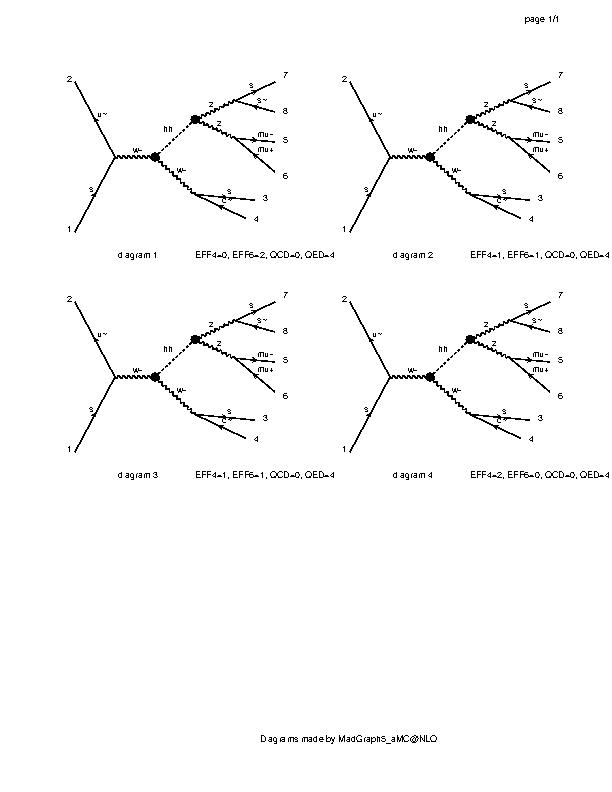 page 1/1
2 7 2 7
s s
z s~ 8 z s~ 8
u~ hh z mu- 5 u~ hh z mu- 5
w- mu+ w- mu+
6 6
s w- s w-
s 3 s 3
c~ c~
1 4 1 4
diagram 1 EFF4=0, EFF6=2, QCD=0, QED=4 diagram 2 EFF4=1, EFF6=1, QCD=0, QED=4
2 7 2 7
s s
z s~ 8 z s~ 8
u~ hh z mu- 5 u~ hh z mu- 5
w- mu+ w- mu+
6 6
s w- s w-
s 3 s 3
c~ c~
1 4 1 4
diagram 3 EFF4=1, EFF6=1, QCD=0, QED=4 diagram 4 EFF4=2, EFF6=0, QCD=0, QED=4
Diagrams made by MadGraph5_aMC@NLO